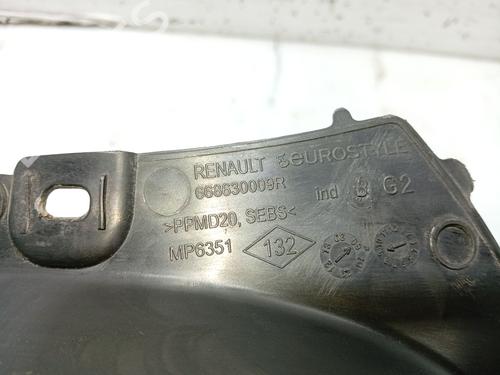 RENAULT EUROSTYLE
668630009R
ind G2
>PPMD20, SEBS<
MP6351 132